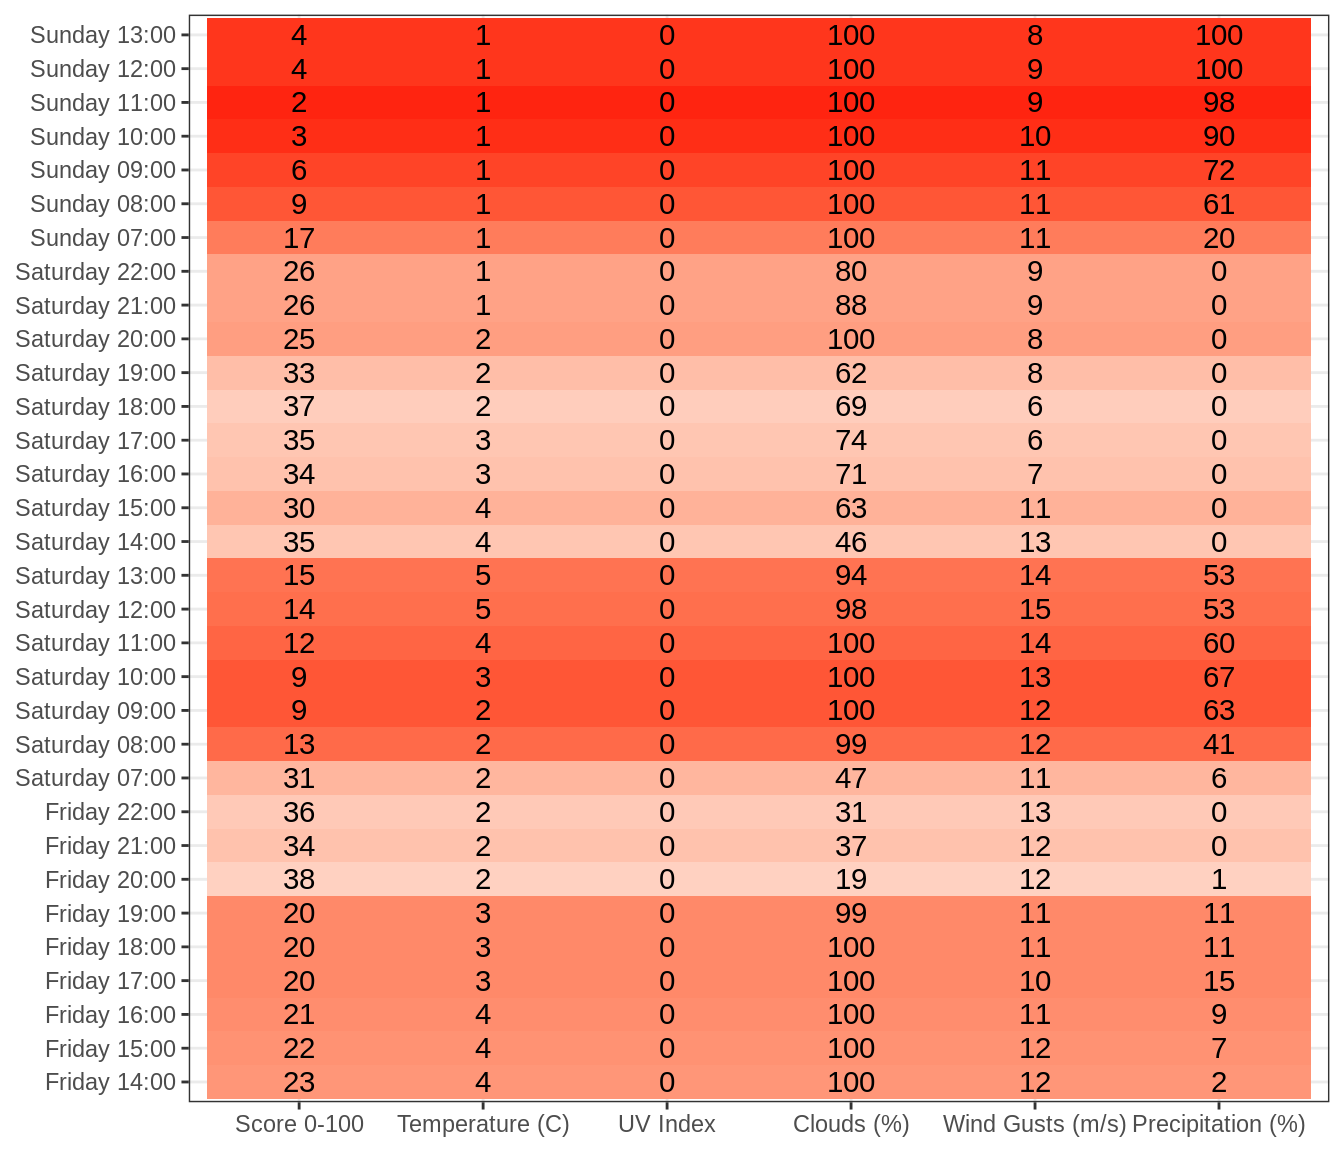 Sunday 13:00 4 1 0 100 8 100
Sunday 12:00 4 1 0 100 9 100
Sunday 11:00 2 1 0 100 9 98
Sunday 10:00 3 1 0 100 10 90
Sunday 09:00 6 1 0 100 11 72
Sunday 08:00 9 1 0 100 11 61
Sunday 07:00 17 1 0 100 11 20
Saturday 22:00 26 1 0 80 9 0
Saturday 21:00 26 1 0 88 9 0
Saturday 20:00 25 2 0 100 8 0
Saturday 19:00 33 2 0 62 8 0
Saturday 18:00 37 2 0 69 6 0
Saturday 17:00 35 3 0 74 6 0
Saturday 16:00 34 3 0 71 7 0
Saturday 15:00 30 4 0 63 11 0
Saturday 14:00 35 4 0 46 13 0
Saturday 13:00 15 5 0 94 14 53
Saturday 12:00 14 5 0 98 15 53
Saturday 11:00 12 4 0 100 14 60
Saturday 10:00 9 3 0 100 13 67
Saturday 09:00 9 2 0 100 12 63
Saturday 08:00 13 2 0 99 12 41
Saturday 07:00 31 2 0 47 11 6
Friday 22:00 36 2 0 31 13 0
Friday 21:00 34 2 0 37 12 0
Friday 20:00 38 2 0 19 12 1
Friday 19:00 20 3 0 99 11 11
Friday 18:00 20 3 0 100 11 11
Friday 17:00 20 3 0 100 10 15
Friday 16:00 21 4 0 100 11 9
Friday 15:00 22 4 0 100 12 7
Friday 14:00 23 4 0 100 12 2
Score 0-100 Temperature (C) UV Index Clouds (%) Wind Gusts (m/s) Precipitation (%)